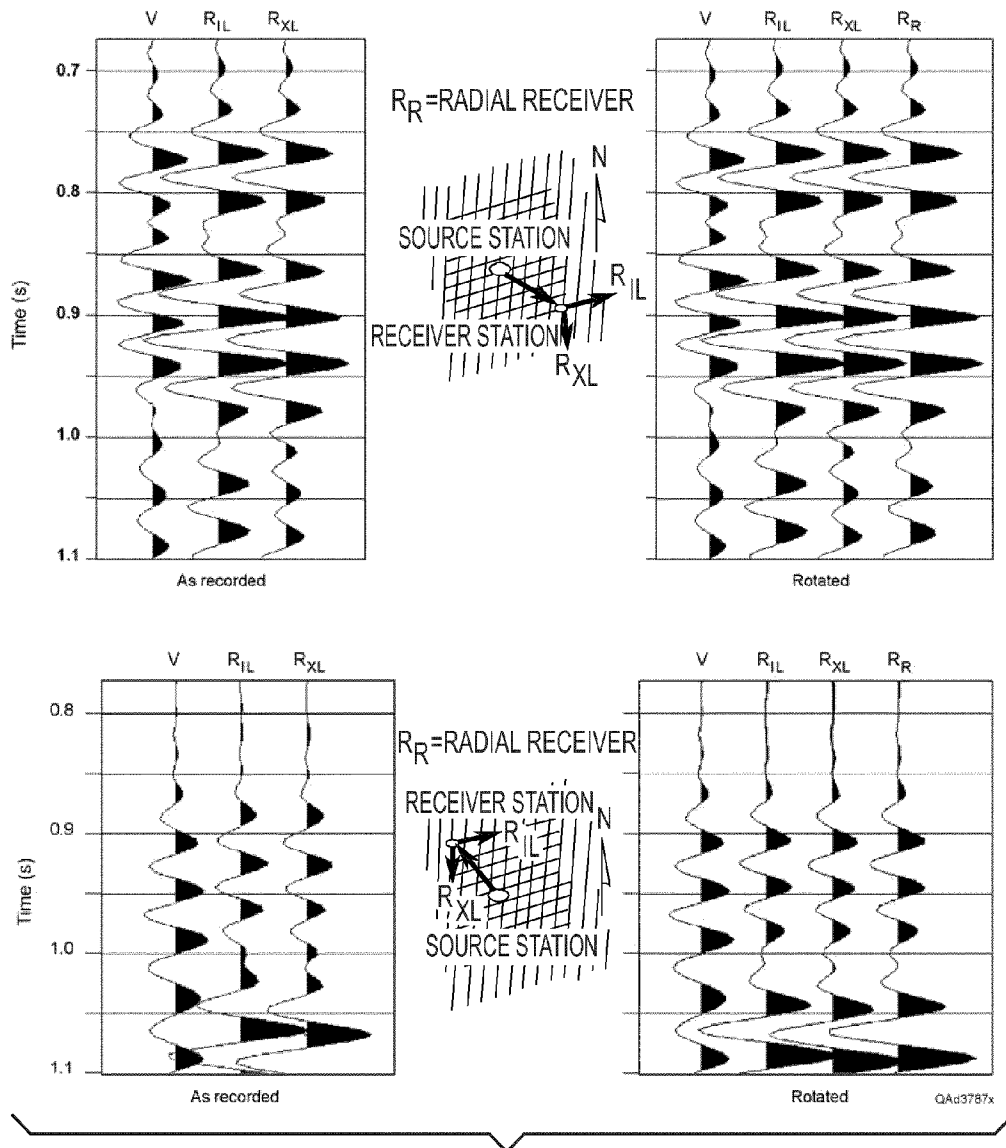 V R_IL R_XL
V R_IL R_XL R_R
0.7
0.8
0.9
1.0
1.1
Time (s)
R_R=RADIAL RECEIVER
N
SOURCE STATION
R_IL
RECEIVER STATION
R_XL
As recorded
Rotated
V R_IL R_XL
V R_IL R_XL R_R
0.8
0.9
1.0
1.1
Time (s)
R_R=RADIAL RECEIVER
RECEIVER STATION
N
R_IL
R_XL
SOURCE STATION
As recorded
Rotated
QAd3787x